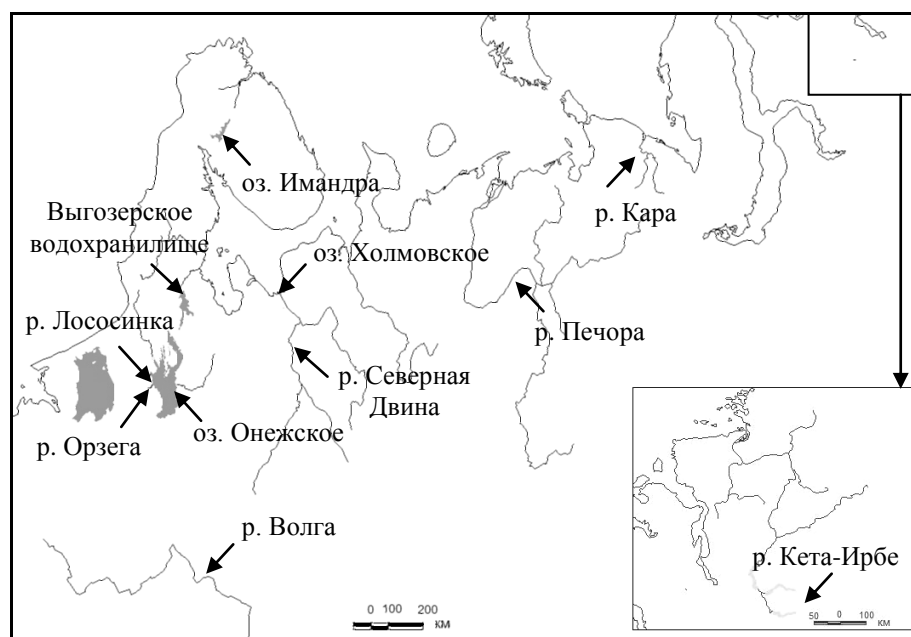 оз. Имандра
р. Кара
Выгозерское
водохранилище
оз. Холмовское
р. Лососинка
р. Печора
р. Северная
Двина
р. Орзега
оз. Онежское
р. Волга
р. Кета-Ирбе
0 100 200
км
50 0 100
км